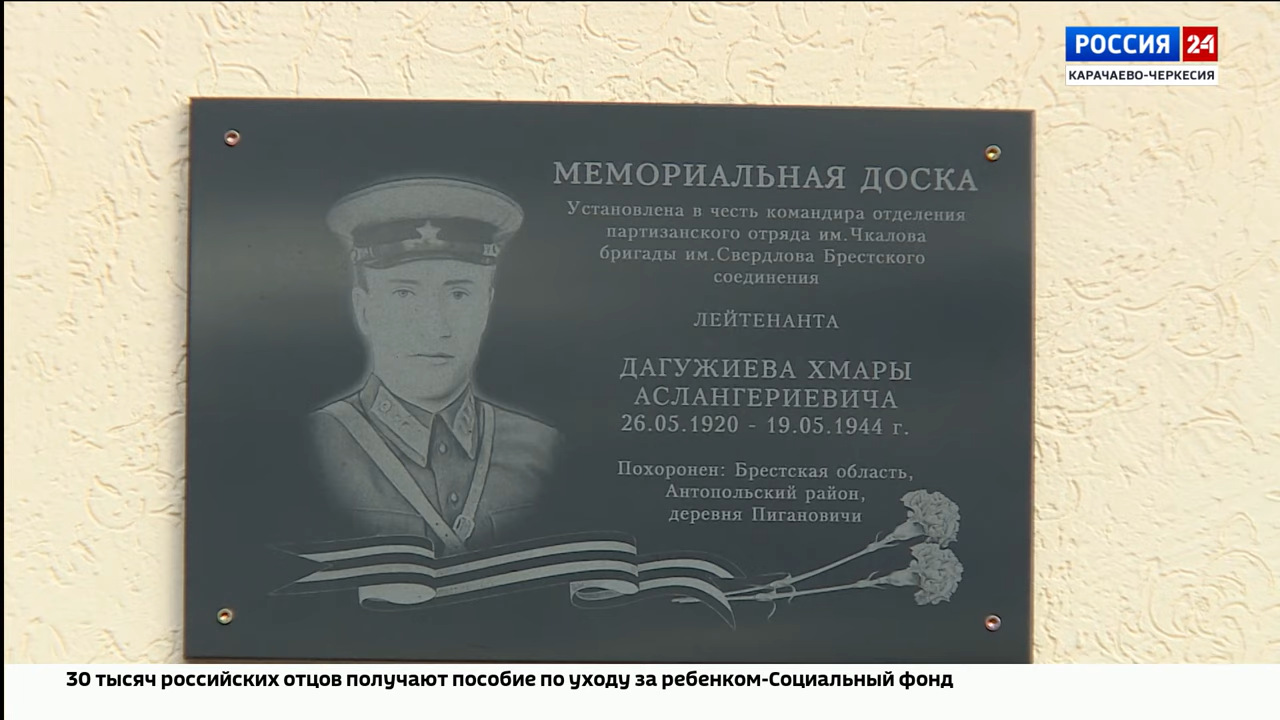 РОССИЯ 24
КАРАЧАЕВО-ЧЕРКЕСИЯ
МЕМОРИАЛЬНАЯ ДОСКА
Установлена в честь командира отделения
партизанского отряда им.Чкалова
бригады им.Свердлова Брестского
соединения
ЛЕЙТЕНАНТА
ДАГУЖИЕВА ХМАРЫ
АСЛАНГЕРИЕВИЧА
26.05.1920 - 19.05.1944 г.
Похоронен: Брестская область,
Антопольский район,
деревня Пигановичи
30 тысяч российских отцов получают пособие по уходу за ребенком-Социальный фонд